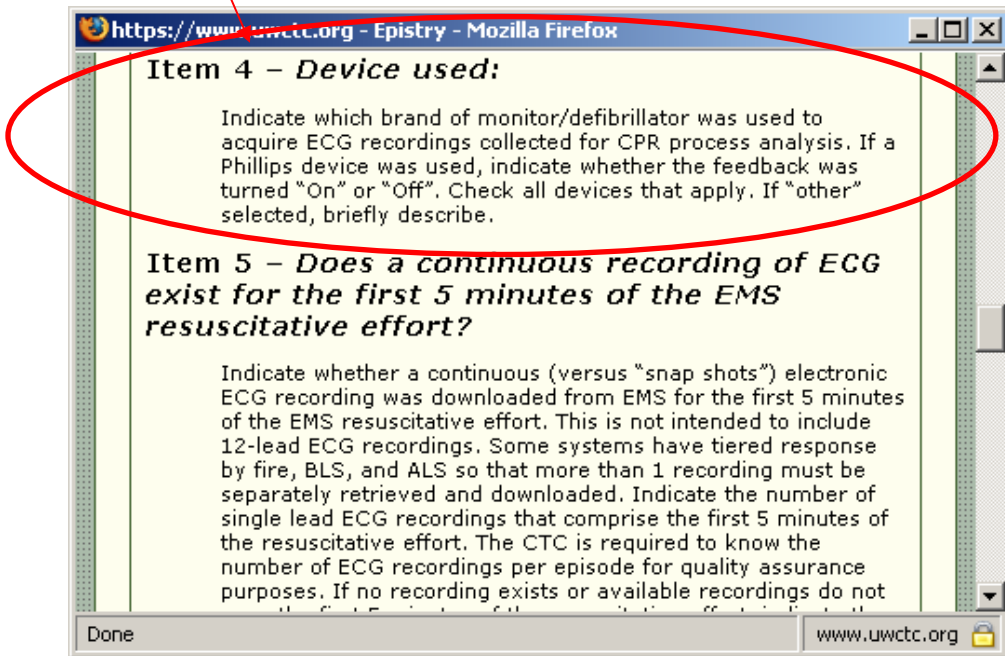 https://www.uwctc.org - Epistry - Mozilla Firefox
Item 4 – Device used:
Indicate which brand of monitor/defibrillator was used to
acquire ECG recordings collected for CPR process analysis. If a
Phillips device was used, indicate whether the feedback was
turned “On” or “Off”. Check all devices that apply. If “other”
selected, briefly describe.
Item 5 – Does a continuous recording of ECG
exist for the first 5 minutes of the EMS
resuscitative effort?
Indicate whether a continuous (versus “snap shots”) electronic
ECG recording was downloaded from EMS for the first 5 minutes
of the EMS resuscitative effort. This is not intended to include
12-lead ECG recordings. Some systems have tiered response
by fire, BLS, and ALS so that more than 1 recording must be
separately retrieved and downloaded. Indicate the number of
single lead ECG recordings that comprise the first 5 minutes of
the resuscitative effort. The CTC is required to know the
number of ECG recordings per episode for quality assurance
purposes. If no recording exists or available recordings do not
Done
www.uwctc.org